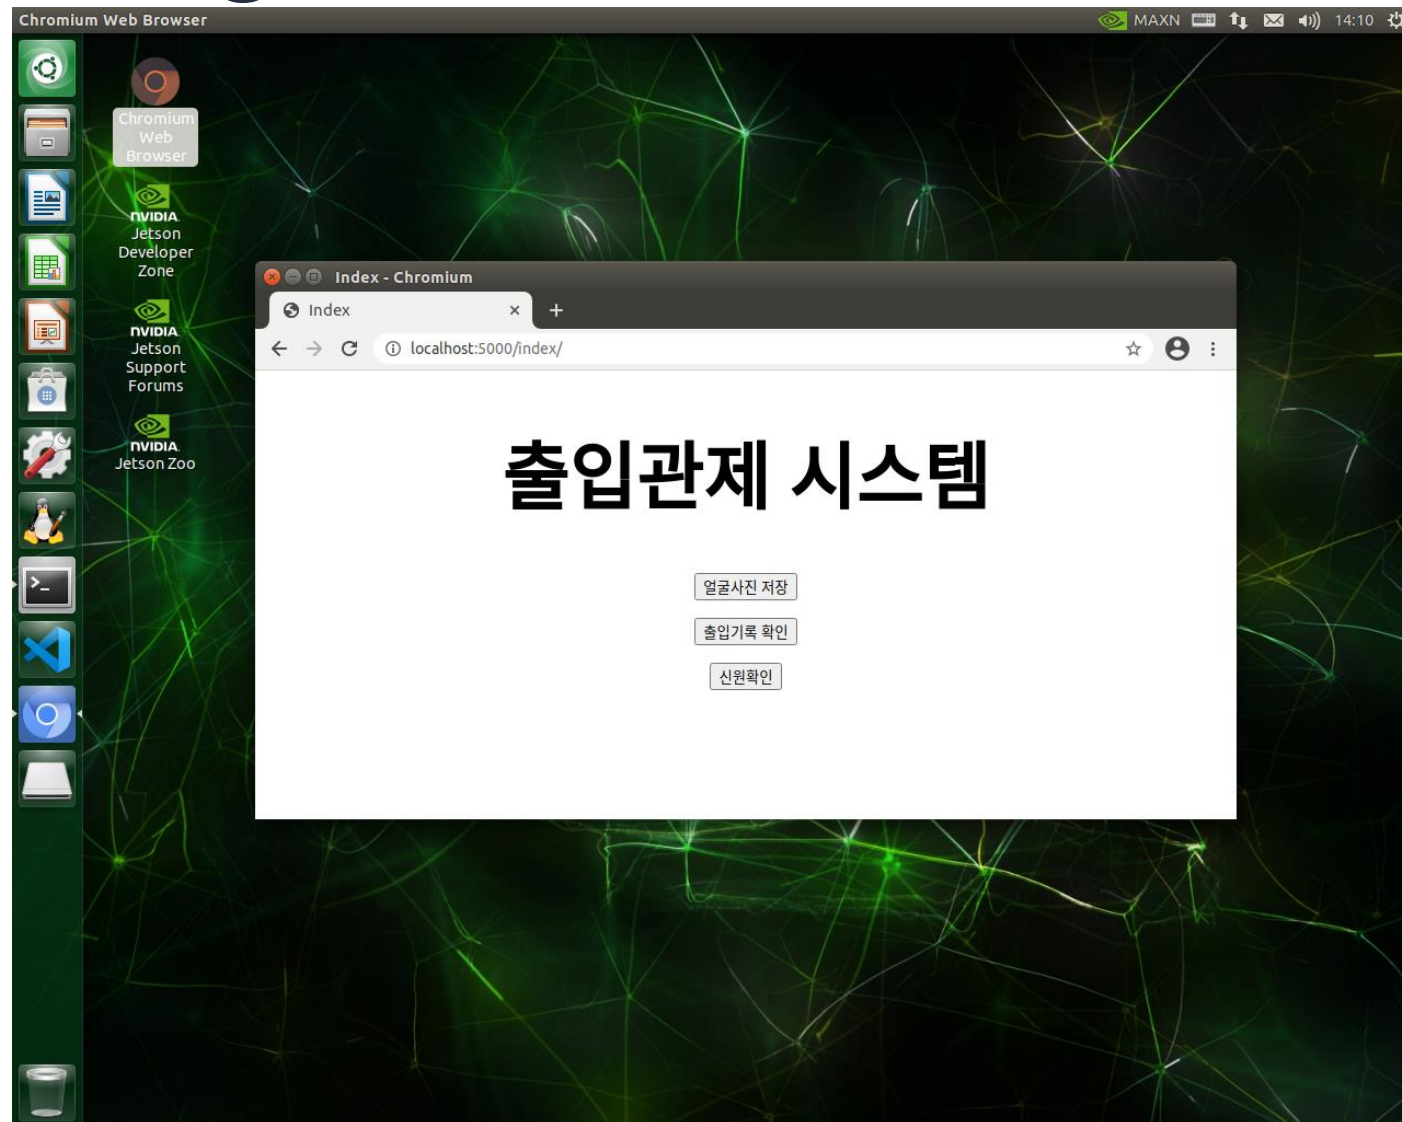 Chromium Web Browser
MAXN
14:10
Chromium
Web
Browser
NVIDIA
Jetson
Developer
Zone
NVIDIA
Jetson
Support
Forums
NVIDIA
Jetson Zoo
Index - Chromium
Index
localhost:5000/index/
출입관제 시스템
얼굴사진 저장
출입기록 확인
신원확인